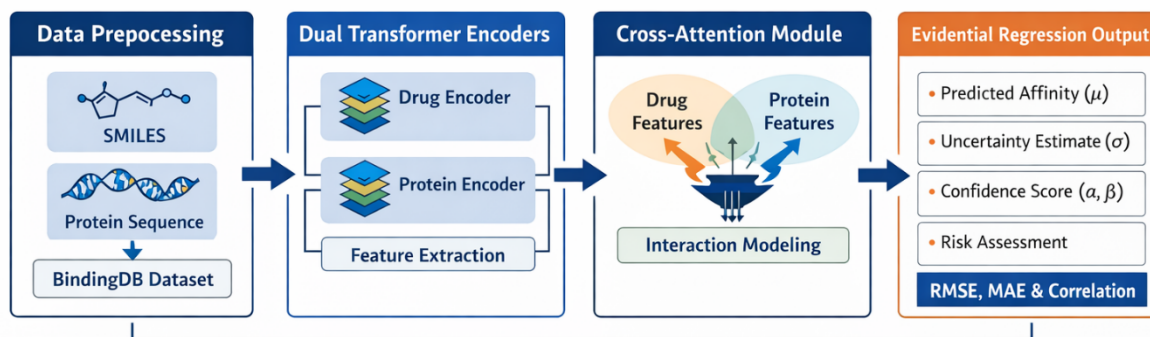 Data Prepocessing
SMILES
Protein Sequence
BindingDB Dataset
Dual Transformer Encoders
Drug Encoder
Protein Encoder
Feature Extraction
Cross-Attention Module
Drug
Features
Protein
Features
Interaction Modeling
Evidential Regression Output
• Predicted Affinity (μ)
• Uncertainty Estimate (σ)
• Confidence Score (α, β)
• Risk Assessment
RMSE, MAE & Correlation